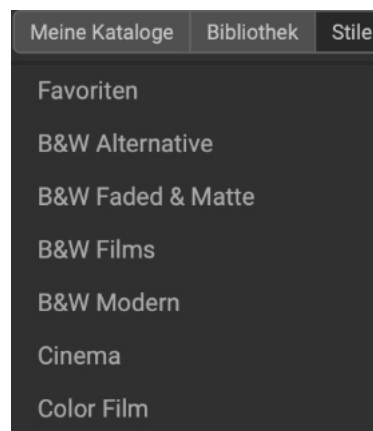 Meine Kataloge Bibliothek Stile
Favoriten
B&W Alternative
B&W Faded & Matte
B&W Films
B&W Modern
Cinema
Color Film